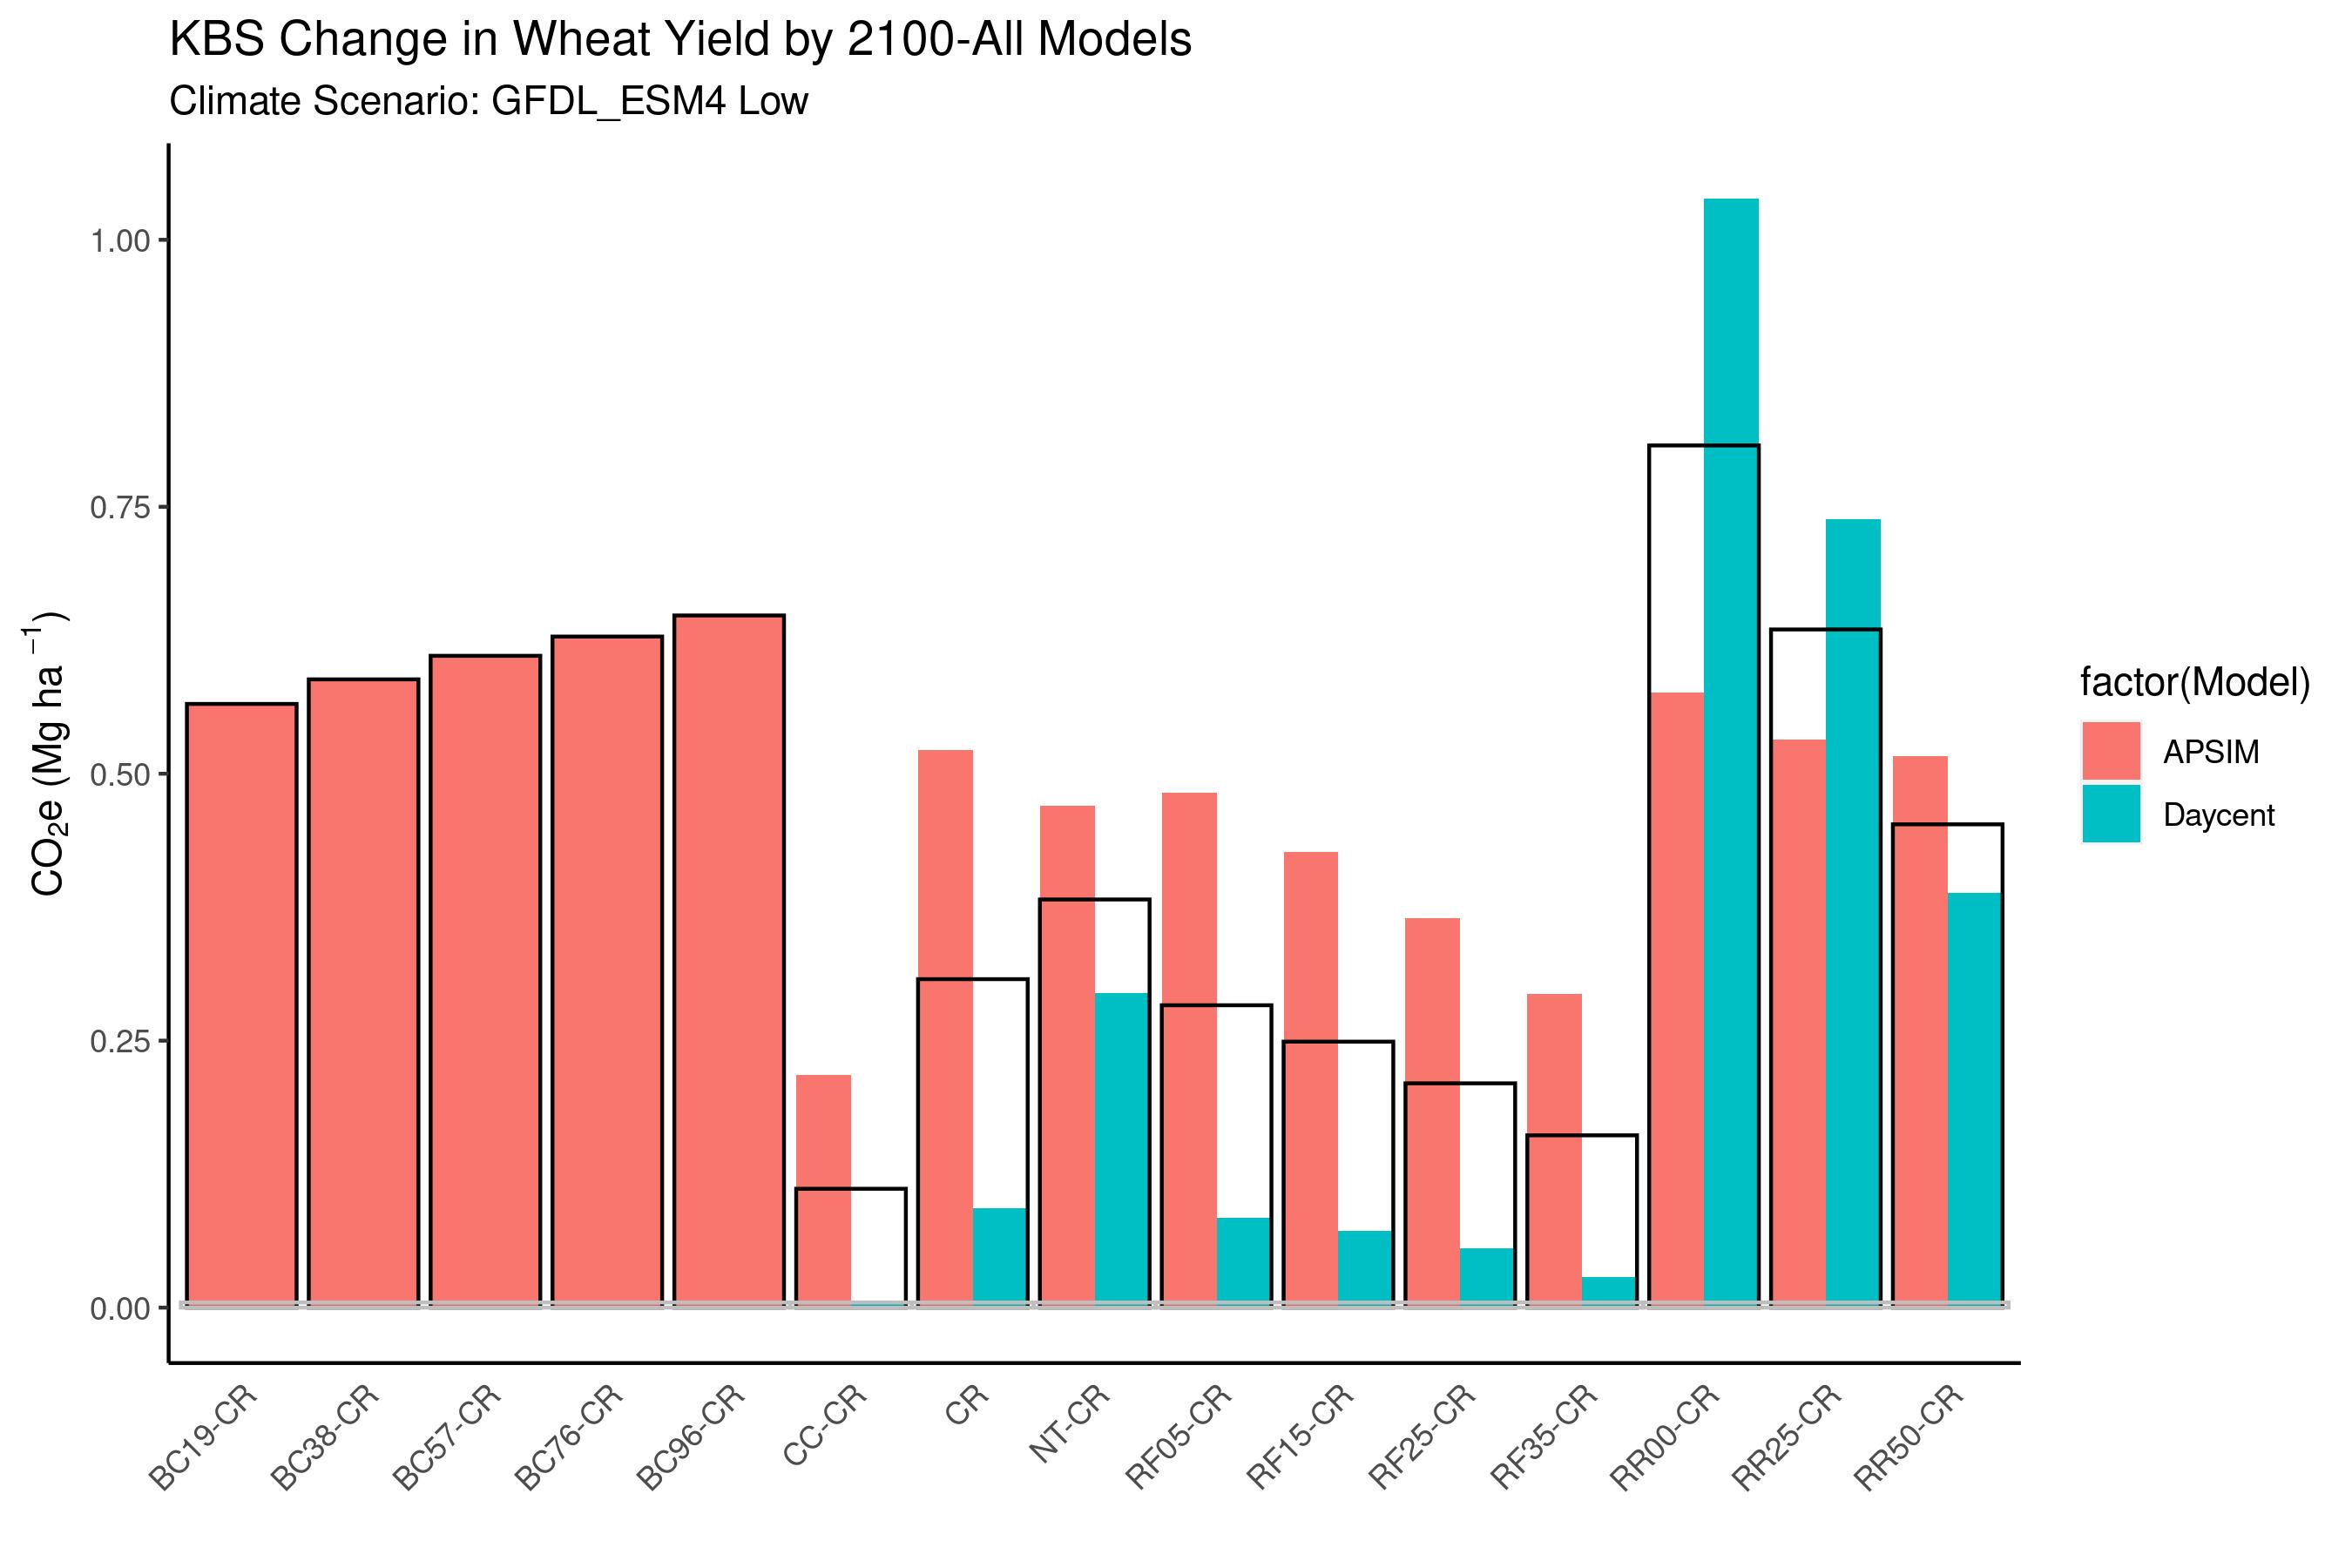 KBS Change in Wheat Yield by 2100-All Models
Climate Scenario: GFDL_ESM4 Low
CO₂e (Mg ha ⁻¹)
1.00
0.75
0.50
0.25
0.00
BC19-CR
BC38-CR
BC57-CR
BC76-CR
BC96-CR
CC-CR
CR
NT-CR
RF05-CR
RF15-CR
RF25-CR
RF35-CR
RR00-CR
RR25-CR
RR50-CR
factor(Model)
APSIM
Daycent